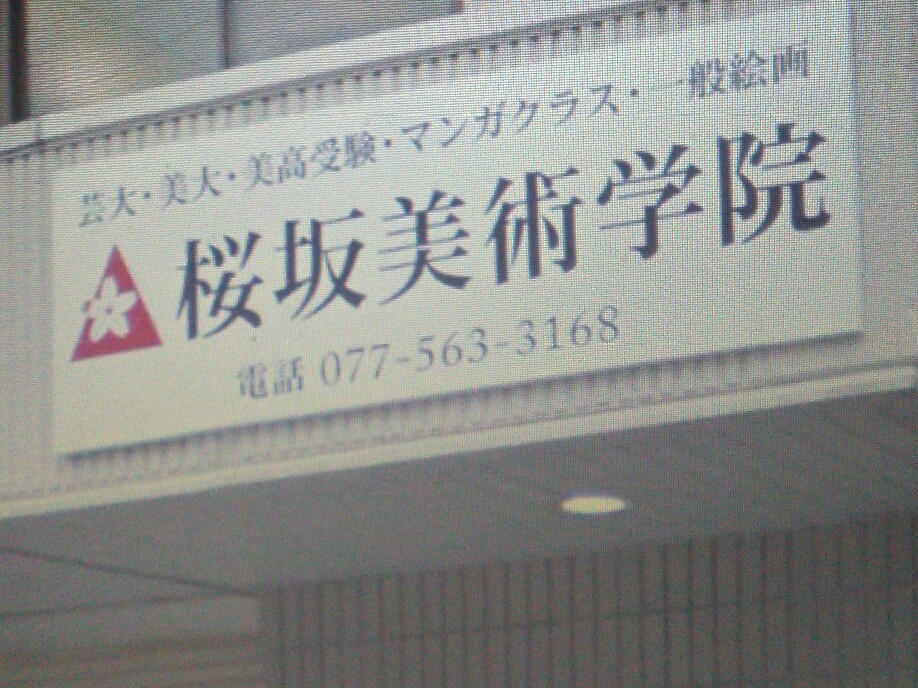 芸大・美大・美高受験・マンガクラス・一般絵画
桜坂美術学院
電話 077-563-3168